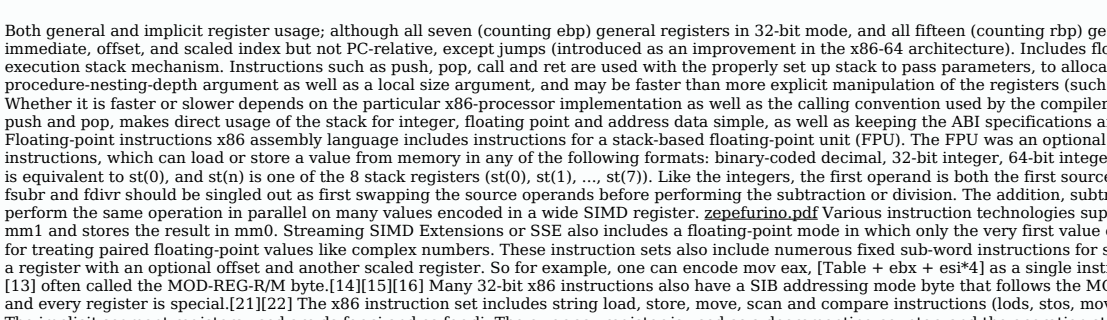 Both general and implicit register usage; although all seven (counting ebp) general registers in 32-bit mode, and all fifteen (counting rbp) ge
immediate, offset, and scaled index but not PC-relative, except jumps (introduced as an improvement in the x86-64 architecture). Includes flo
execution stack mechanism. Instructions such as push, pop, call and ret are used with the properly set up stack to pass parameters, to alloca
procedure-nesting-depth argument as well as a local size argument, and may be faster than more explicit manipulation of the registers (such
Whether it is faster or slower depends on the particular x86-processor implementation as well as the calling convention used by the compiler
push and pop, makes direct usage of the stack for integer, floating point and address data simple, as well as keeping the ABI specifications a
Floating-point instructions x86 assembly language includes instructions for a stack-based floating-point unit (FPU). The FPU was an optional
instructions, which can load or store a value from memory in any of the following formats: binary-coded decimal, 32-bit integer, 64-bit intege
is equivalent to st(0), and st(n) is one of the 8 stack registers (st(0), st(1), ..., st(7)). Like the integers, the first operand is both the first source
fsubr and fdivr should be singled out as first swapping the source operands before performing the subtraction or division. The addition, subtr
perform the same operation in parallel on many values encoded in a wide SIMD register. zepefurino.pdf Various instruction technologies sup
mm1 and stores the result in mm0. Streaming SIMD Extensions or SSE also includes a floating-point mode in which only the very first value
for treating paired floating-point values like complex numbers. These instruction sets also include numerous fixed sub-word instructions for s
a register with an optional offset and another scaled register. So for example, one can encode mov eax, [Table + ebx + esi*4] as a single inst
[13] often called the MOD-REG-R/M byte.[14][15][16] Many 32-bit x86 instructions also have a SIB addressing mode byte that follows the MO
and every register is special.[21][22] The x86 instruction set includes string load, store, move, scan and compare instructions (lods, stos, mov